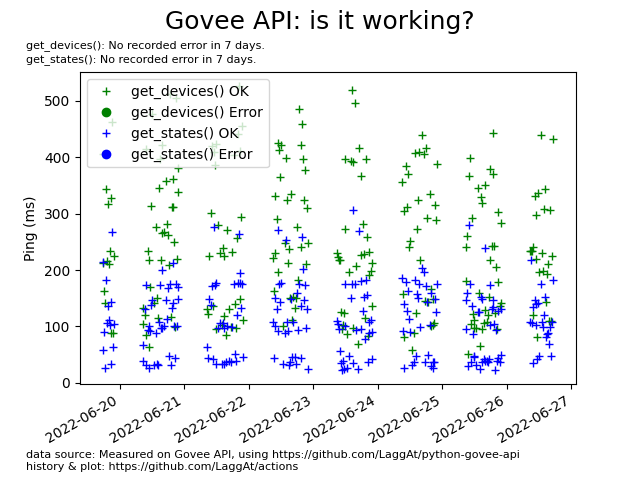 Govee API: is it working?
get_devices(): No recorded error in 7 days.
get_states(): No recorded error in 7 days.
get_devices() OK
get_devices() Error
get_states() OK
get_states() Error
Ping (ms)
500
400
300
200
100
0
2022-06-20
2022-06-21
2022-06-22
2022-06-23
2022-06-24
2022-06-25
2022-06-26
2022-06-27
data source: Measured on Govee API, using https://github.com/LaggAt/python-govee-api
history & plot: https://github.com/LaggAt/actions